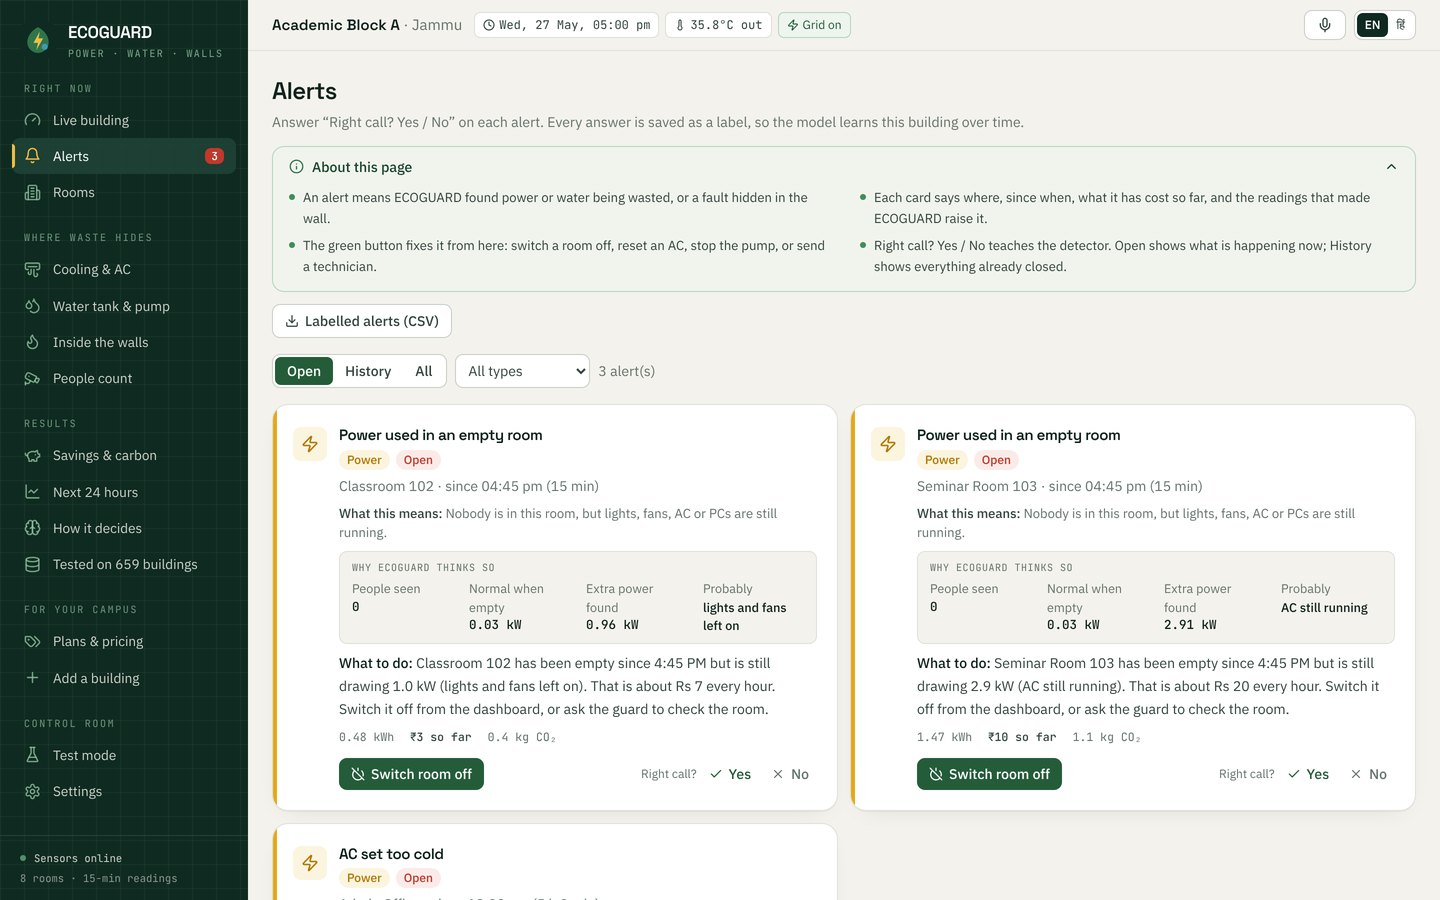 ECOGUARD
POWER · WATER · WALLS
RIGHT NOW
Live building
Alerts 3
Rooms
WHERE WASTE HIDES
Cooling & AC
Water tank & pump
Inside the walls
People count
RESULTS
Savings & carbon
Next 24 hours
How it decides
Tested on 659 buildings
FOR YOUR CAMPUS
Plans & pricing
Add a building
CONTROL ROOM
Test mode
Settings
Sensors online
8 rooms · 15-min readings
Academic Block A · Jammu
Wed, 27 May, 05:00 pm
35.8°C out
Grid on
EN
हिं
Alerts
Answer “Right call? Yes / No” on each alert. Every answer is saved as a label, so the model learns this building over time.
About this page
An alert means ECOGUARD found power or water being wasted, or a fault hidden in the
wall.
The green button fixes it from here: switch a room off, reset an AC, stop the pump, or send
a technician.
Each card says where, since when, what it has cost so far, and the readings that made
ECOGUARD raise it.
Right call? Yes / No teaches the detector. Open shows what is happening now; History
shows everything already closed.
Labelled alerts (CSV)
Open History All
All types
3 alert(s)
Power used in an empty room
Power Open
Classroom 102 · since 04:45 pm (15 min)
What this means: Nobody is in this room, but lights, fans, AC or PCs are still
running.
WHY ECOGUARD THINKS SO
People seen
0
Normal when
empty
0.03 kW
Extra power
found
0.96 kW
Probably
lights and fans
left on
What to do: Classroom 102 has been empty since 4:45 PM but is still
drawing 1.0 kW (lights and fans left on). That is about Rs 7 every hour.
Switch it off from the dashboard, or ask the guard to check the room.
0.48 kWh ₹3 so far 0.4 kg CO₂
Switch room off
Right call? Yes No
Power used in an empty room
Power Open
Seminar Room 103 · since 04:45 pm (15 min)
What this means: Nobody is in this room, but lights, fans, AC or PCs are still
running.
WHY ECOGUARD THINKS SO
People seen
0
Normal when
empty
0.03 kW
Extra power
found
2.91 kW
Probably
AC still running
What to do: Seminar Room 103 has been empty since 4:45 PM but is still
drawing 2.9 kW (AC still running). That is about Rs 20 every hour. Switch it
off from the dashboard, or ask the guard to check the room.
1.47 kWh ₹10 so far 1.1 kg CO₂
Switch room off
Right call? Yes No
AC set too cold
Power Open